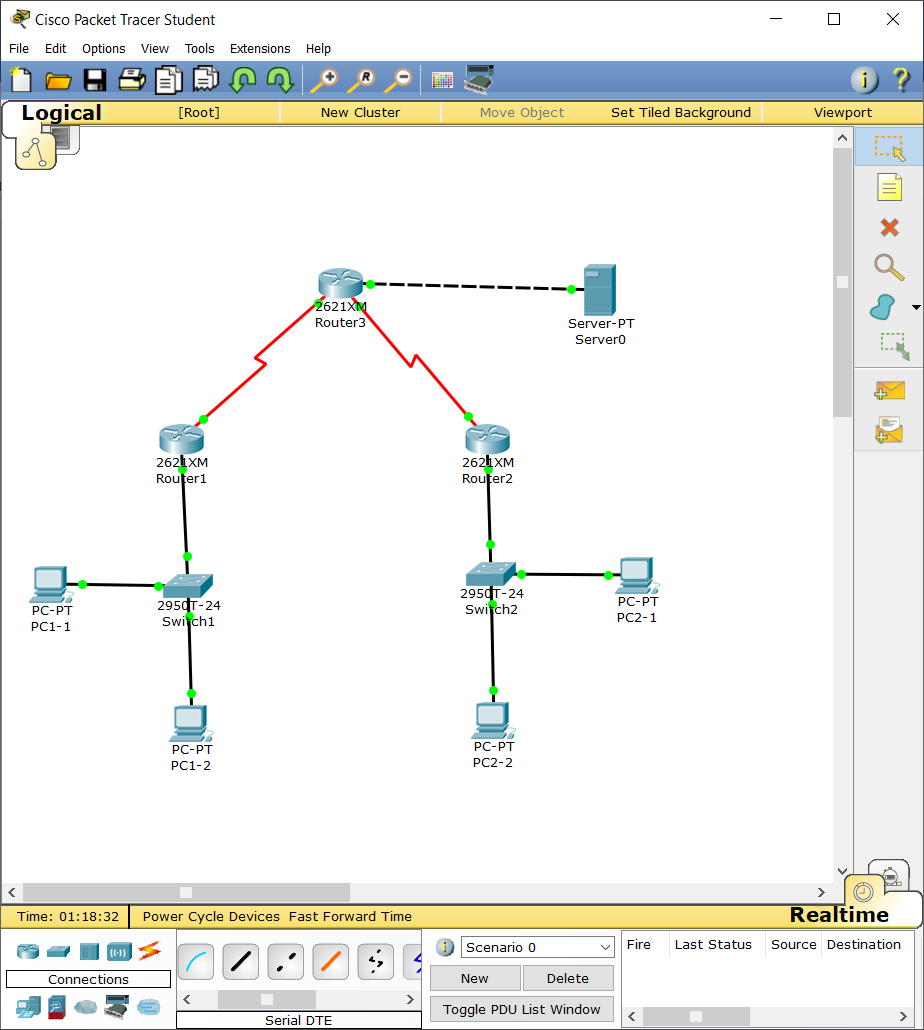 Cisco Packet Tracer Student
File Edit Options View Tools Extensions Help
Logical [Root] New Cluster Move Object Set Tiled Background Viewport
2621XM
Router3
Server-PT
Server0
2621XM
Router1
2621XM
Router2
PC-PT
PC1-1
2950T-24
Switch1
2950T-24
Switch2
PC-PT
PC2-1
PC-PT
PC1-2
PC-PT
PC2-2
Realtime
Time: 01:18:32 Power Cycle Devices Fast Forward Time
Connections
Serial DTE
Scenario 0
New Delete
Toggle PDU List Window
Fire Last Status Source Destination